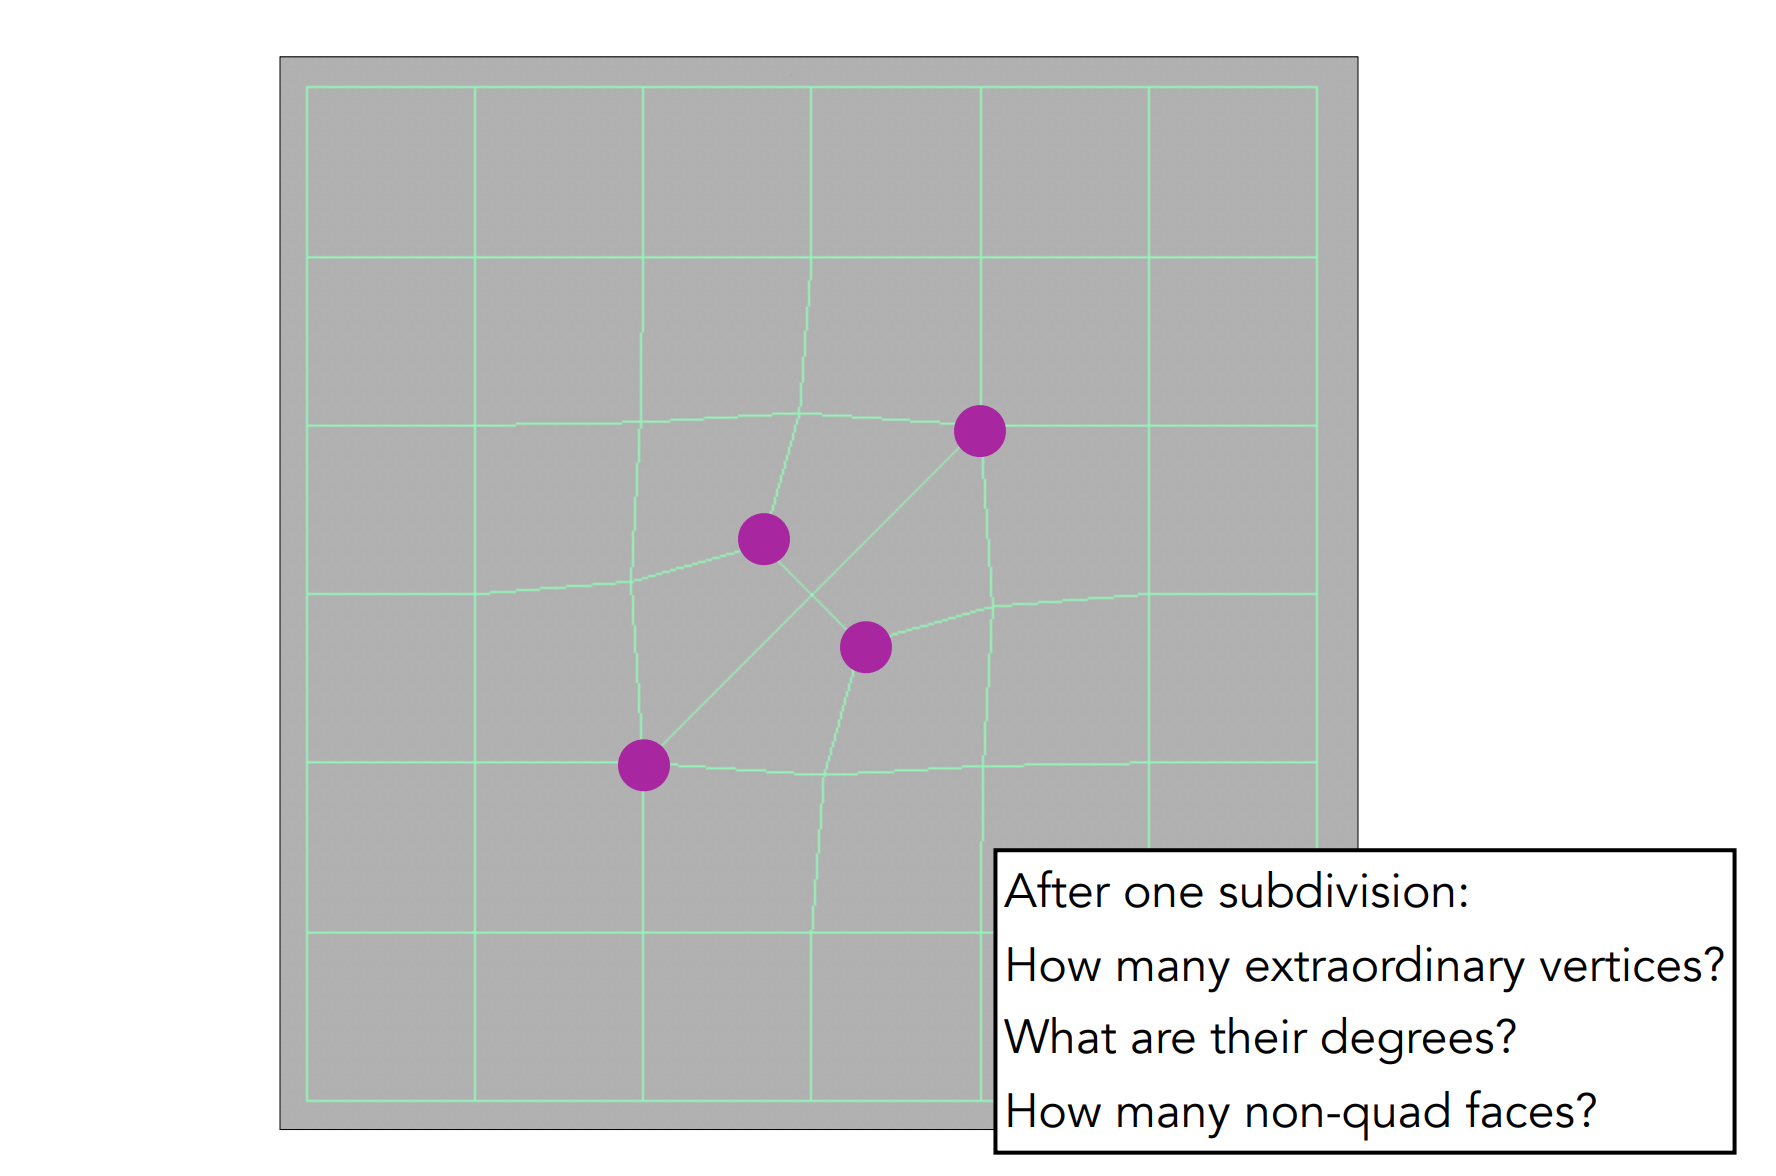 After one subdivision:
How many extraordinary vertices?
What are their degrees?
How many non-quad faces?